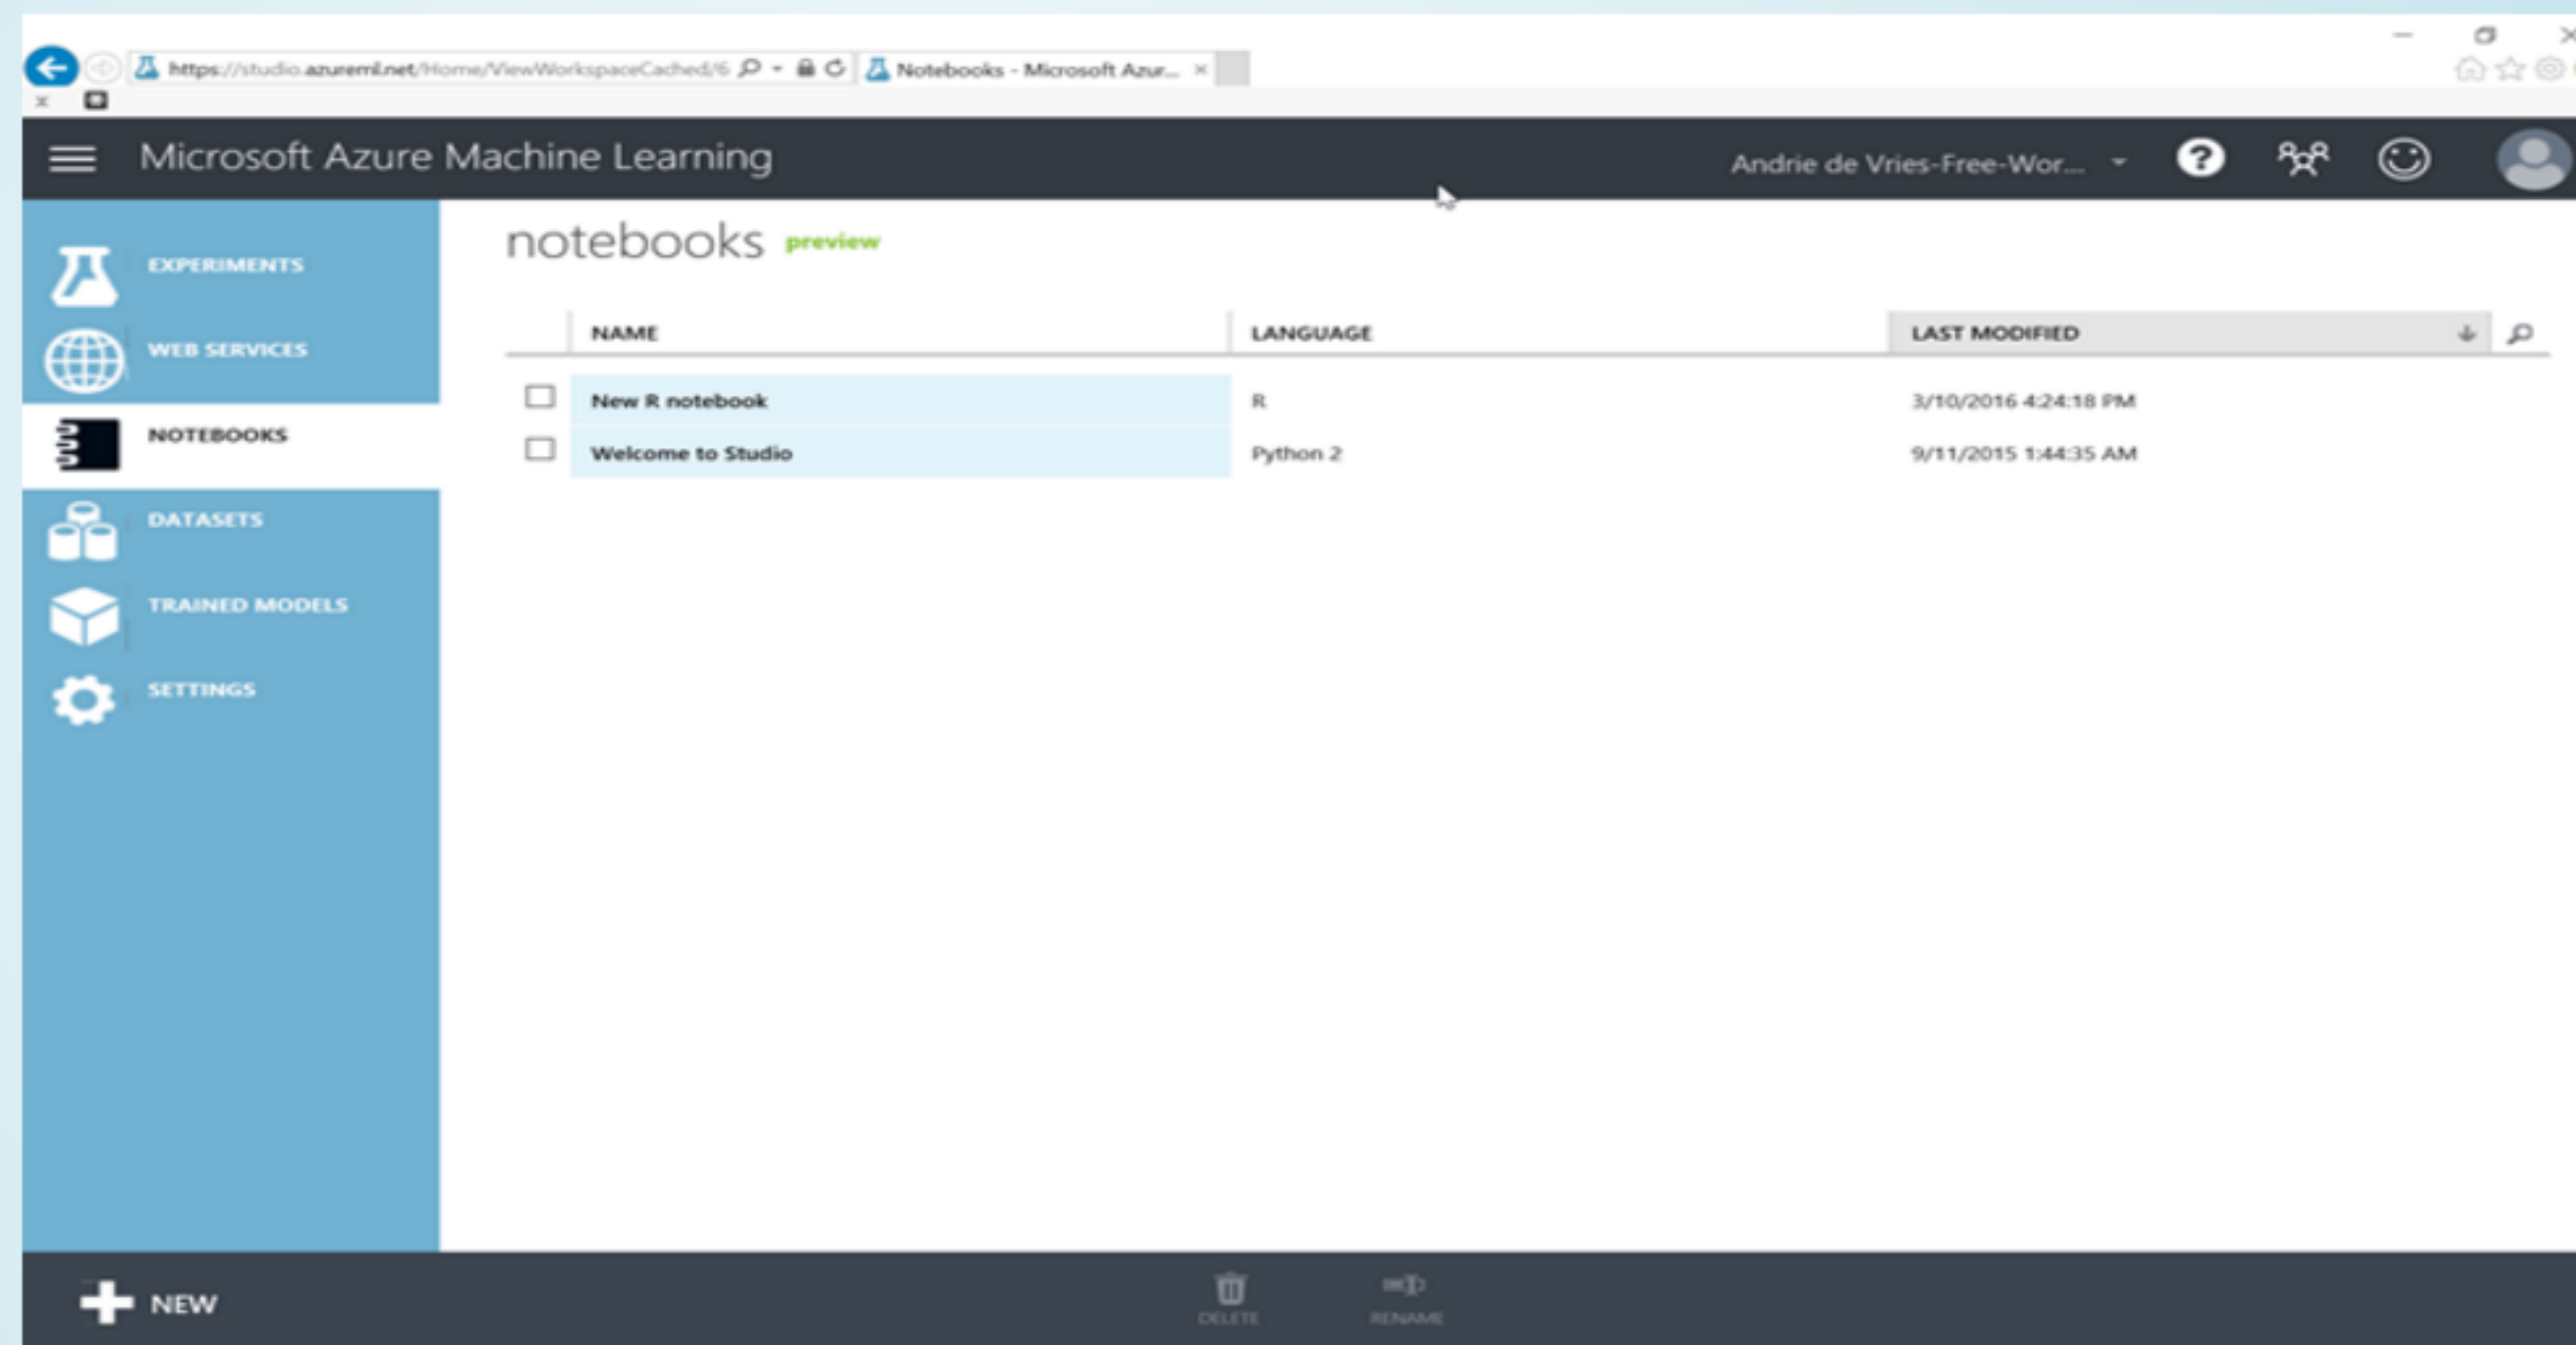 https://studio.azureml.net/Home/ViewWorkspaceCached/6
Notebooks - Microsoft Azur...
Microsoft Azure Machine Learning
Andrie de Vries-Free-Wor...
EXPERIMENTS
WEB SERVICES
NOTEBOOKS
DATASETS
TRAINED MODELS
SETTINGS
notebooks preview
NAME LANGUAGE LAST MODIFIED
New R notebook R 3/10/2016 4:24:18 PM
Welcome to Studio Python 2 9/11/2015 1:44:35 AM
NEW
DELETE
RENAME